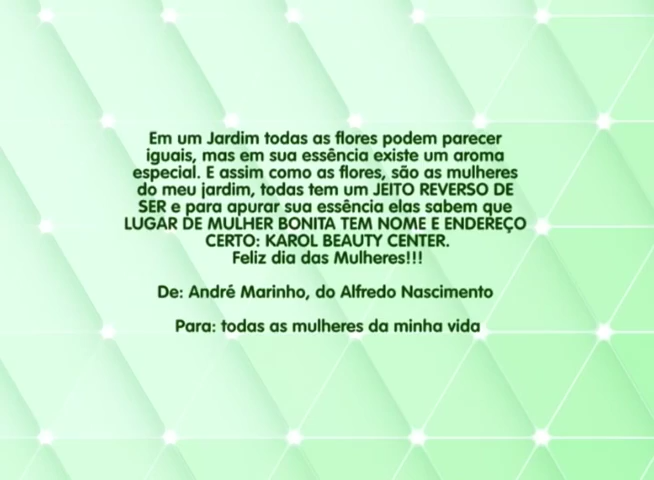 Em um Jardim todas as flores podem parecer
iguais, mas em sua essência existe um aroma
especial. E assim como as flores, são as mulheres
do meu jardim, todas tem um JEITO REVERSO DE
SER e para apurar sua essência elas sabem que
LUGAR DE MULHER BONITA TEM NOME E ENDEREÇO
CERTO: KAROL BEAUTY CENTER.
Feliz dia das Mulheres!!!
De: André Marinho, do Alfredo Nascimento
Para: todas as mulheres da minha vida